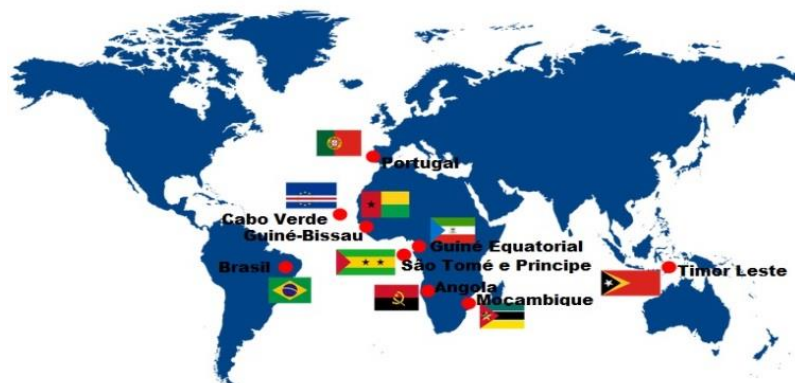 Portugal
Cabo Verde
Guiné-Bissau
Guiné Equatorial
São Tomé e Principe
Brasil
Timor Leste
Angola
Moçambique